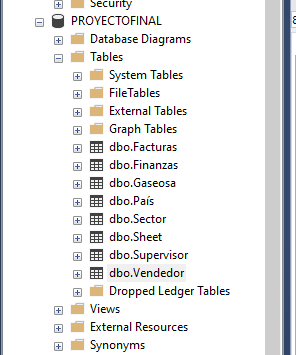 Security
PROYECTOFINAL
Database Diagrams
Tables
System Tables
FileTables
External Tables
Graph Tables
dbo.Facturas
dbo.Finanzas
dbo.Gaseosa
dbo.País
dbo.Sector
dbo.Sheet
dbo.Supervisor
dbo.Vendedor
Dropped Ledger Tables
Views
External Resources
Synonyms